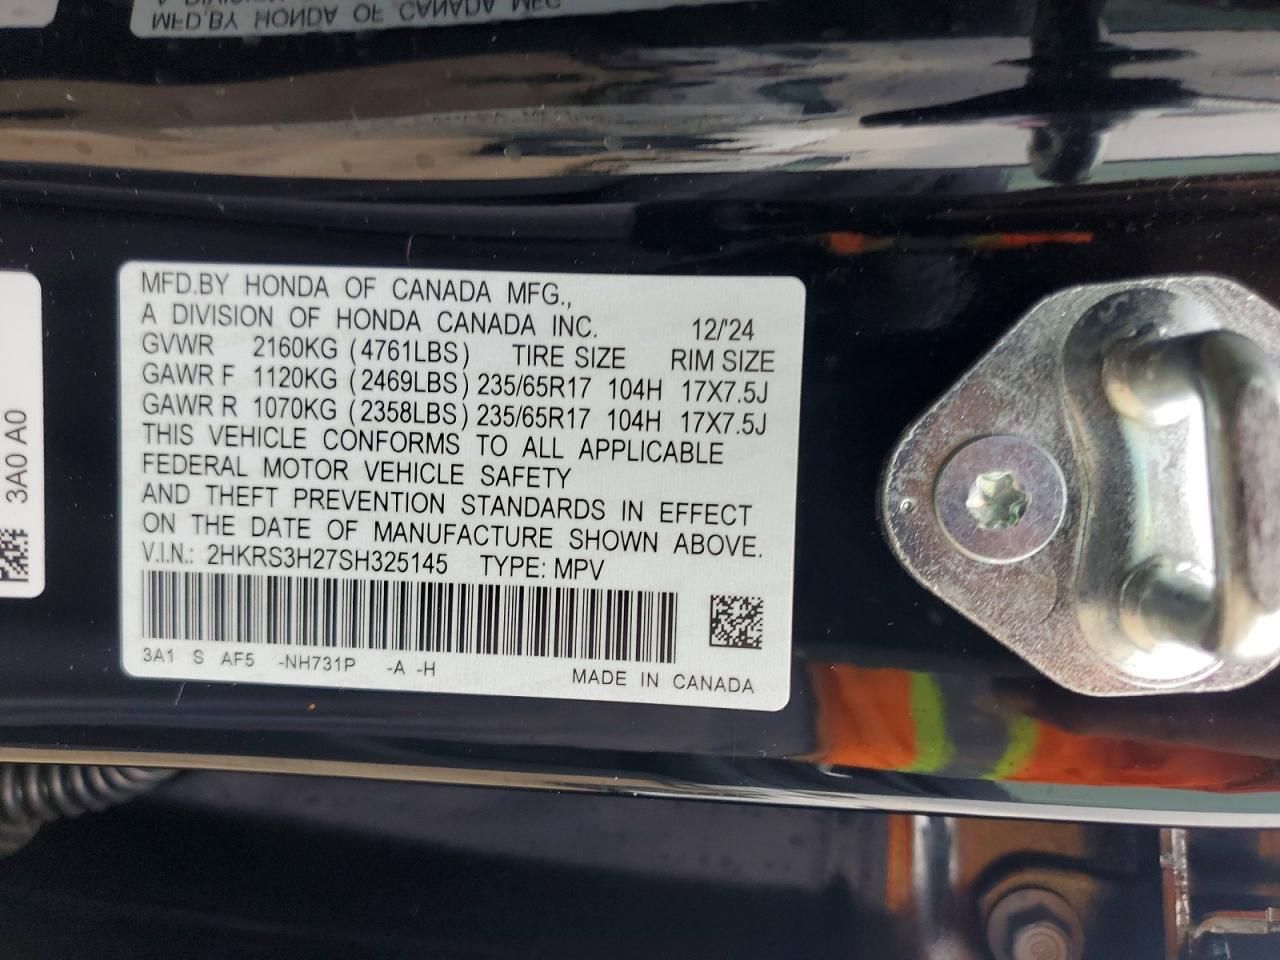 MFD.BY HONDA OF CANADA MFG.
3A0 A0
MFD.BY HONDA OF CANADA MFG.,
A DIVISION OF HONDA CANADA INC. 12/'24
GVWR 2160KG (4761LBS) TIRE SIZE RIM SIZE
GAWR F 1120KG (2469LBS) 235/65R17 104H 17X7.5J
GAWR R 1070KG (2358LBS) 235/65R17 104H 17X7.5J
THIS VEHICLE CONFORMS TO ALL APPLICABLE
FEDERAL MOTOR VEHICLE SAFETY
AND THEFT PREVENTION STANDARDS IN EFFECT
ON THE DATE OF MANUFACTURE SHOWN ABOVE.
V.I.N.: 2HKRS3H27SH325145 TYPE: MPV
3A1 S AF5 -NH731P -A -H
MADE IN CANADA